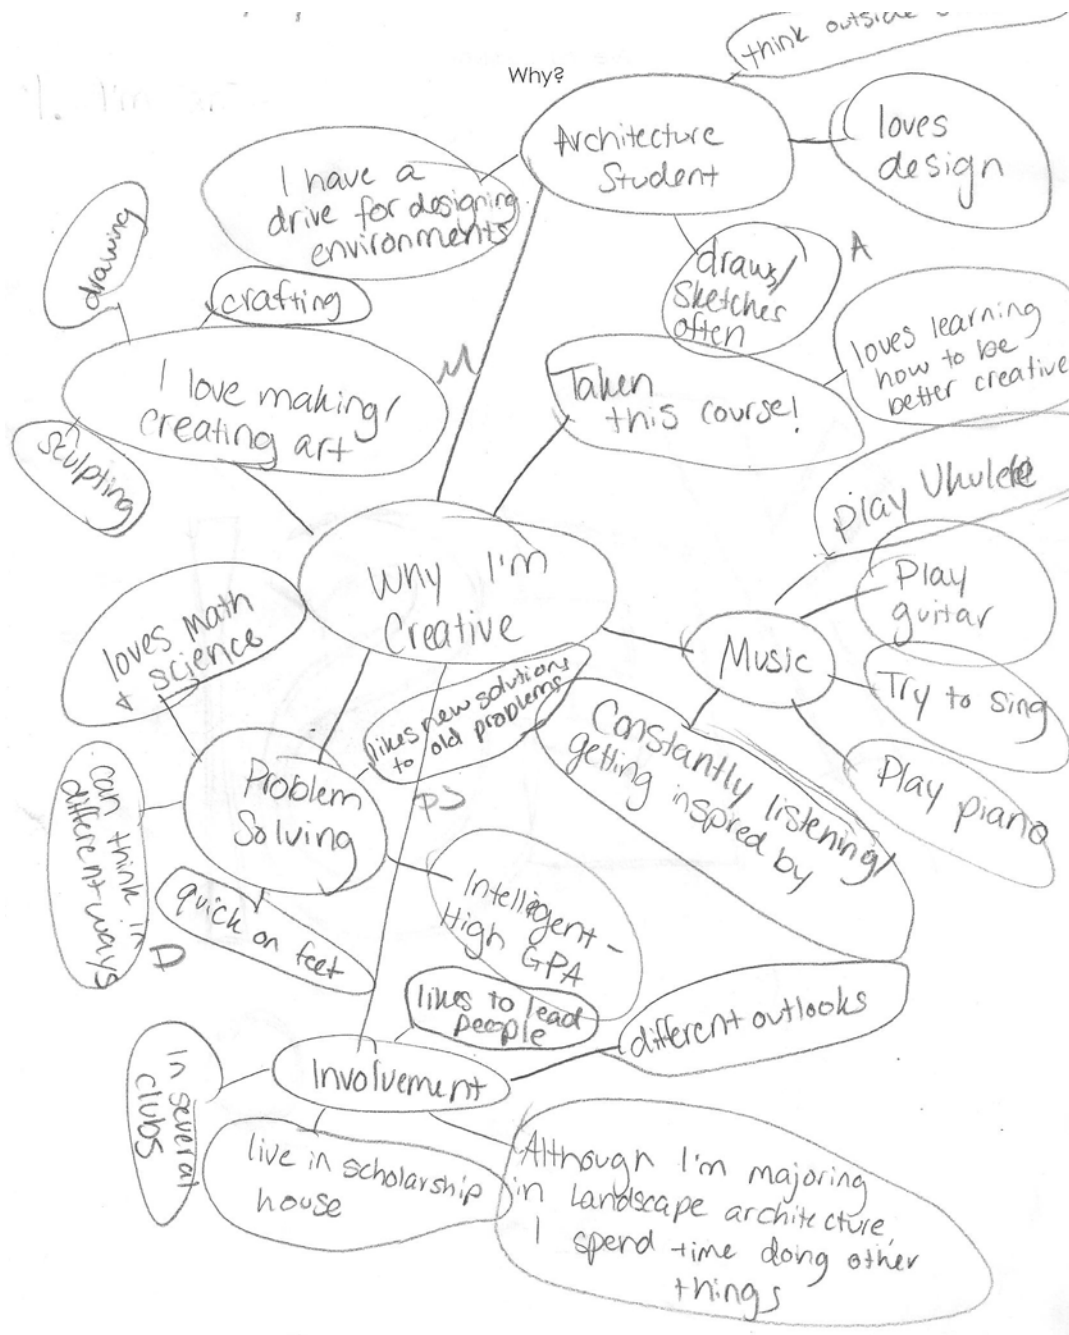 think outside
Why?
Architecture
Student
loves
design
I have a
drive for designing
environments
drawing
crafting
draws/
sketches
often
A
loves learning
how to be
better creative
I love making/
creating art
Taken
this course!
sculpting
play Ukulele
Why I'm
Creative
Play
guitar
loves math
+ science
Music
Try to sing
likes new solutions
to old problems
Constantly listening/
getting inspired by
Play piano
can think in
different ways
D
Problem
Solving
PS
quick on feet
Intelligent -
High GPA
likes to lead
people
different outlooks
In several
clubs
Involvement
live in scholarship
house
Although I'm majoring
in landscape architecture,
I spend time doing other
things